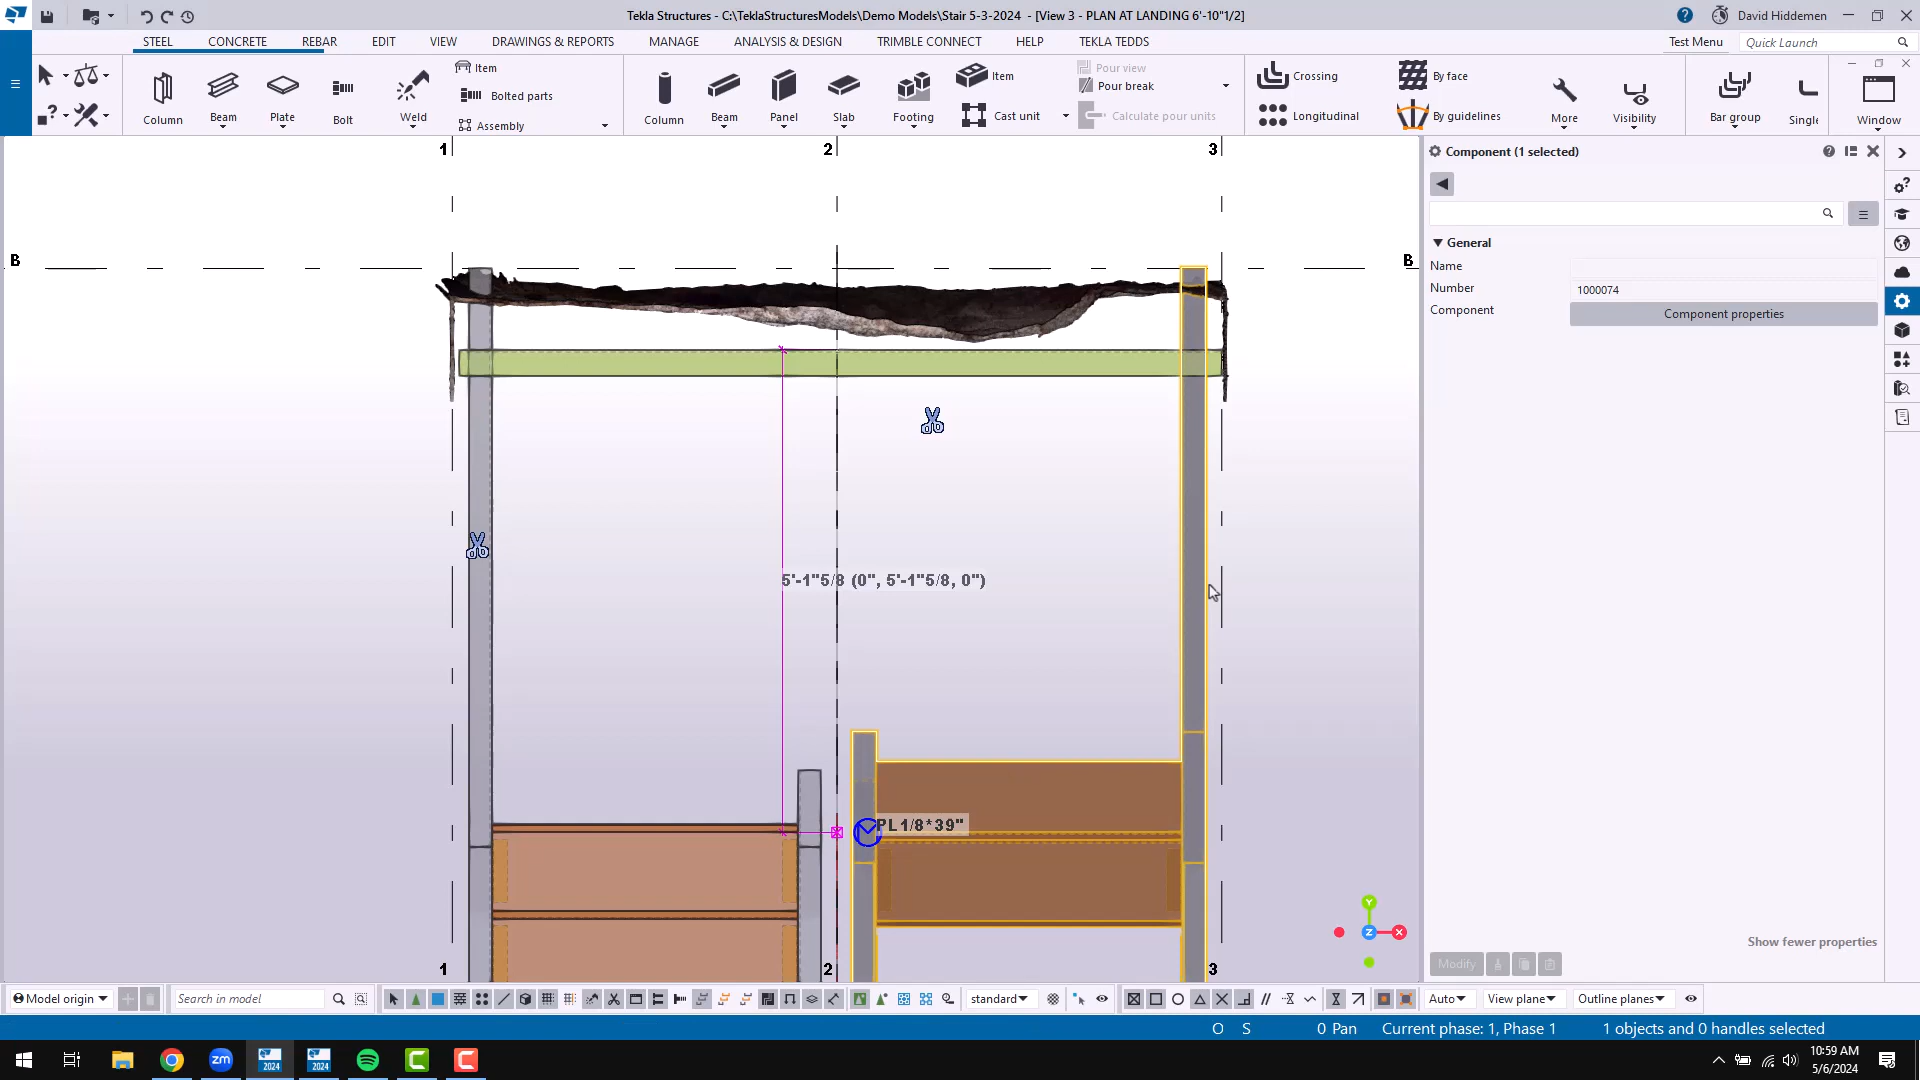 Tekla Structures - C:\TeklaStructuresModels\Demo Models\Stair 5-3-2024 - [View 3 - PLAN AT LANDING 6'-10"1/2]
David Hiddemen
STEEL CONCRETE REBAR EDIT VIEW DRAWINGS & REPORTS MANAGE ANALYSIS & DESIGN TRIMBLE CONNECT HELP TEKLA TEDDS
Test Menu Quick Launch
Column Beam Plate Bolt Weld
Item
Bolted parts
Assembly
Column Beam Panel Slab Footing
Item
Cast unit
Pour view
Pour break
Calculate pour units
Crossing
Longitudinal
By face
By guidelines
More Visibility Bar group Single Window
1 2 3
B B
5'-1"5/8 (0", 5'-1"5/8, 0")
PL1/8*39"
Y
Z X
1 2 3
Component (1 selected)
General
Name
Number 1000074
Component Component properties
Show fewer properties
Modify
Model origin Search in model standard Auto View plane Outline planes
O S 0 Pan Current phase: 1, Phase 1 1 objects and 0 handles selected
zm 2024 2024 C C
10:59 AM
5/6/2024